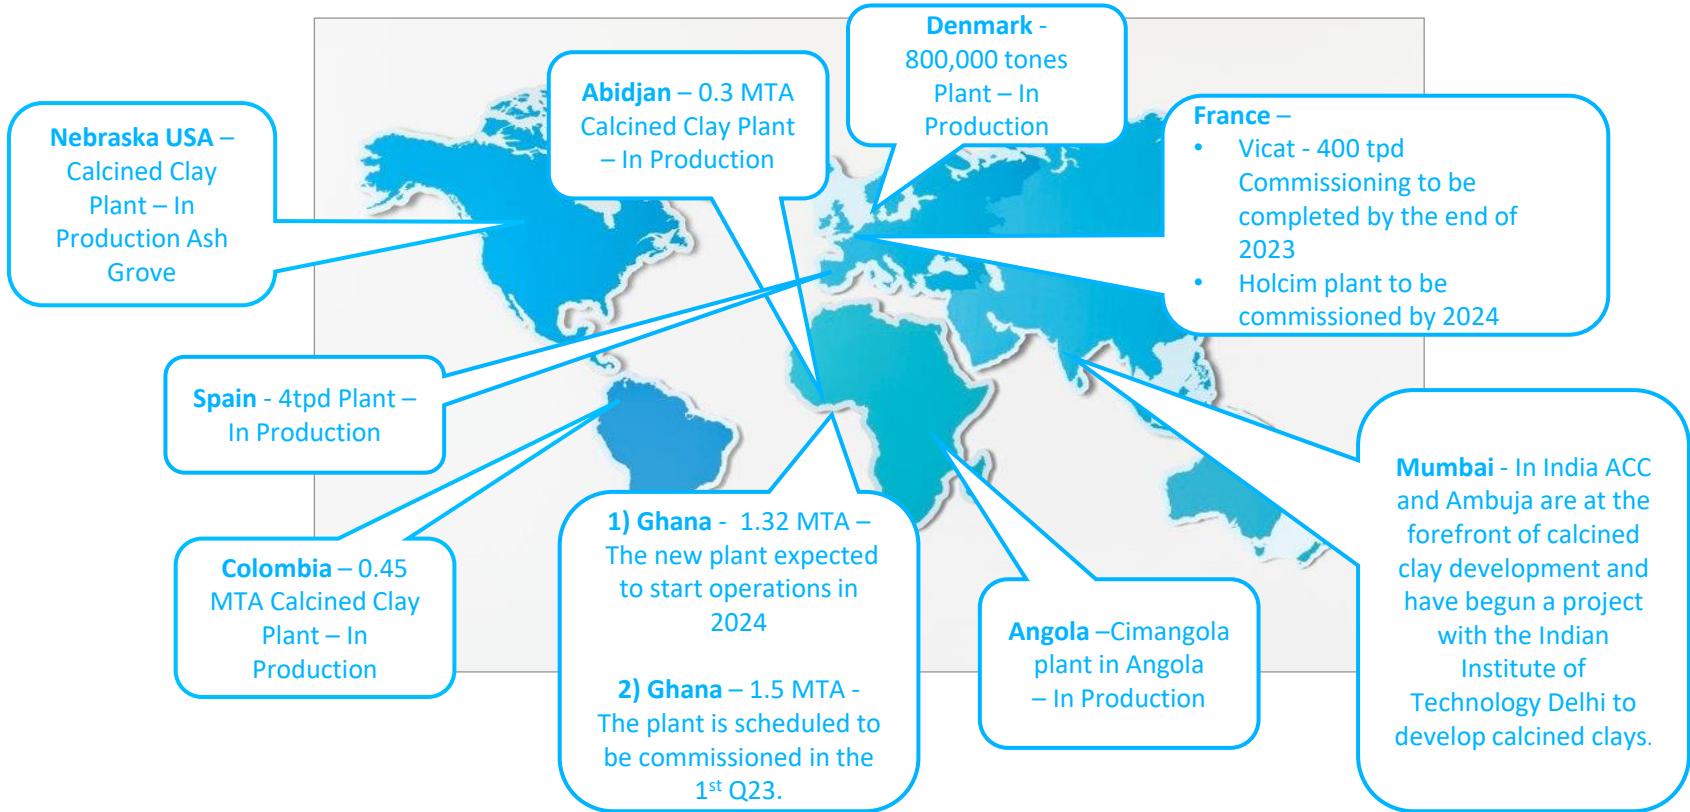 Nebraska USA –
Calcined Clay
Plant – In
Production Ash
Grove
Abidjan – 0.3 MTA
Calcined Clay Plant
– In Production
Denmark -
800,000 tones
Plant – In
Production
France –
• Vicat - 400 tpd
Commissioning to be
completed by the end of
2023
• Holcim plant to be
commissioned by 2024
Spain - 4tpd Plant –
In Production
Colombia – 0.45
MTA Calcined Clay
Plant – In
Production
1) Ghana - 1.32 MTA –
The new plant expected
to start operations in
2024
2) Ghana – 1.5 MTA -
The plant is scheduled to
be commissioned in the
1st Q23.
Angola –Cimangola
plant in Angola
– In Production
Mumbai - In India ACC
and Ambuja are at the
forefront of calcined
clay development and
have begun a project
with the Indian
Institute of
Technology Delhi to
develop calcined clays.